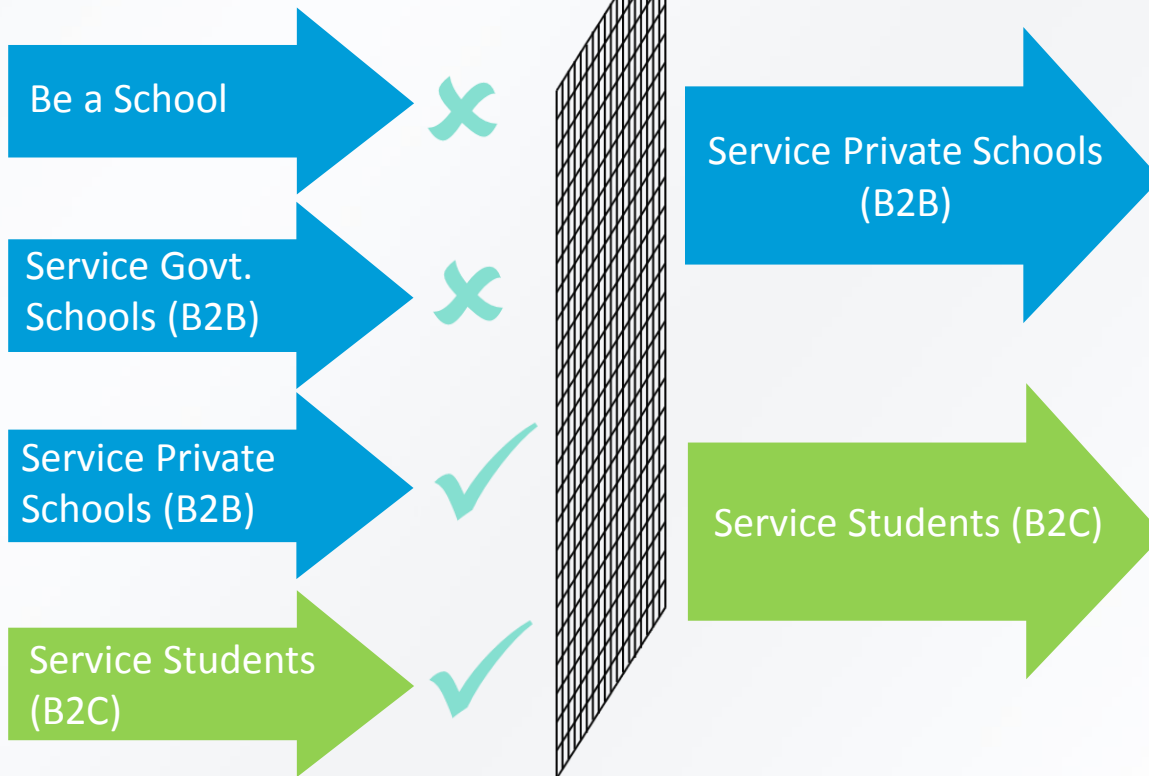 Be a School
Service Govt.
Schools (B2B)
Service Private
Schools (B2B)
Service Students
(B2C)
Service Private Schools
(B2B)
Service Students (B2C)